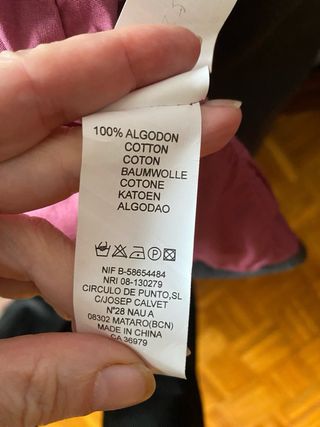 100% ALGODON
COTTON
COTON
BAUMWOLLE
COTONE
KATOEN
ALGODAO
NIF B-58654484
NRI 08-130279
CIRCULO DE PUNTO,SL
C/JOSEP CALVET
N°28 NAU A
08302 MATARO(BCN)
MADE IN CHINA
CA 36979